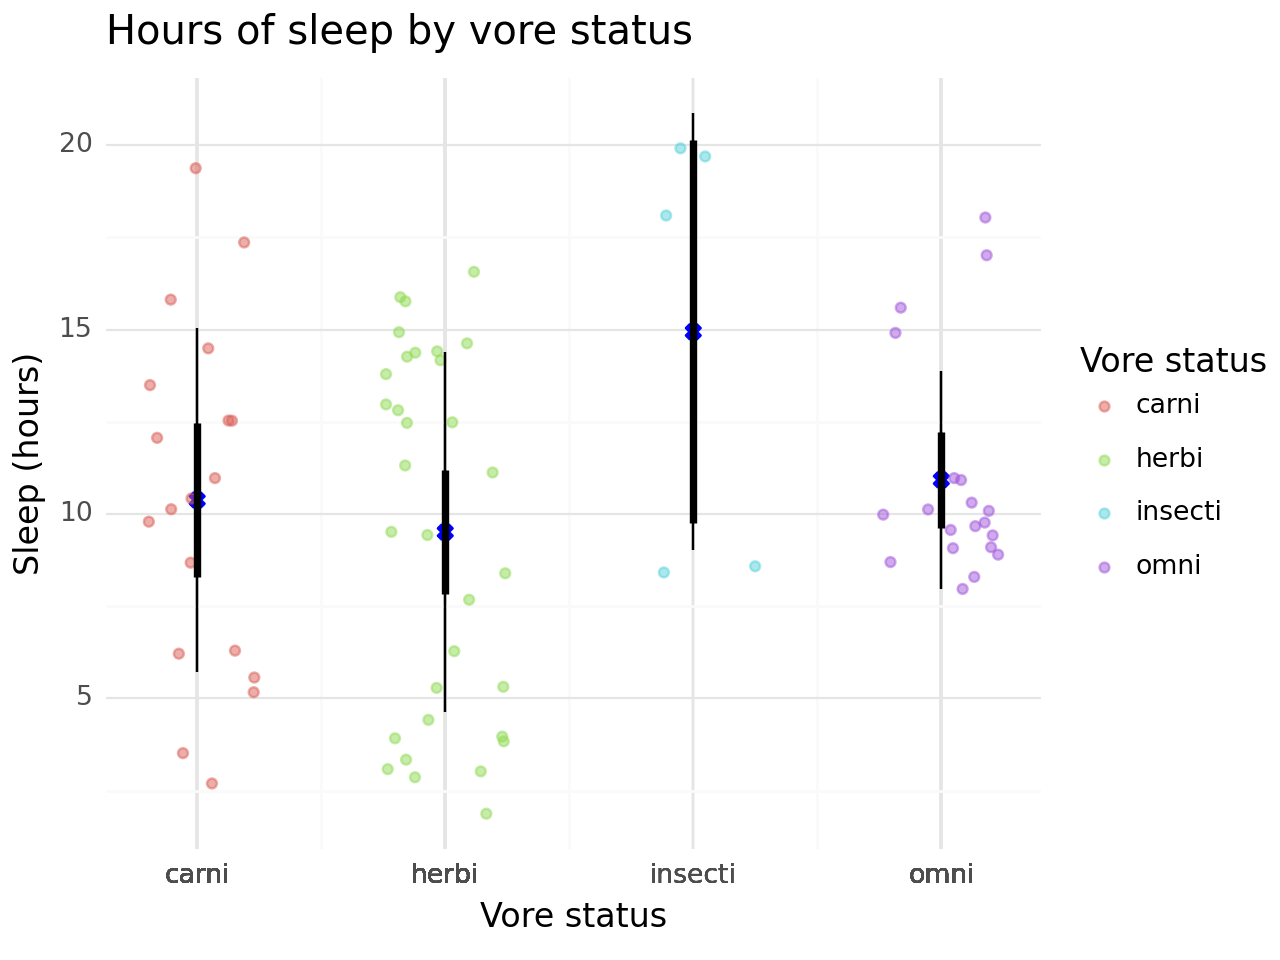 Hours of sleep by vore status
20
15
10
5
Sleep (hours)
carni
herbi
insecti
omni
Vore status
Vore status
carni
herbi
insecti
omni